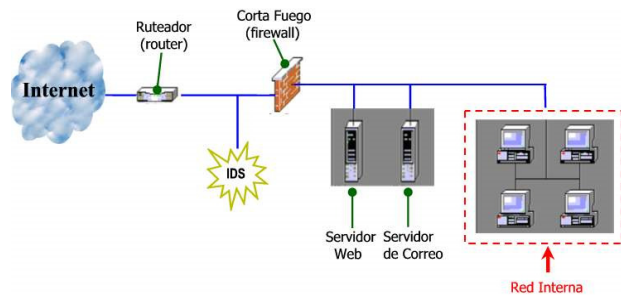 Corta Fuego
(firewall)
Ruteador
(router)
Internet
IDS
Servidor
Web
Servidor
de Correo
Red Interna